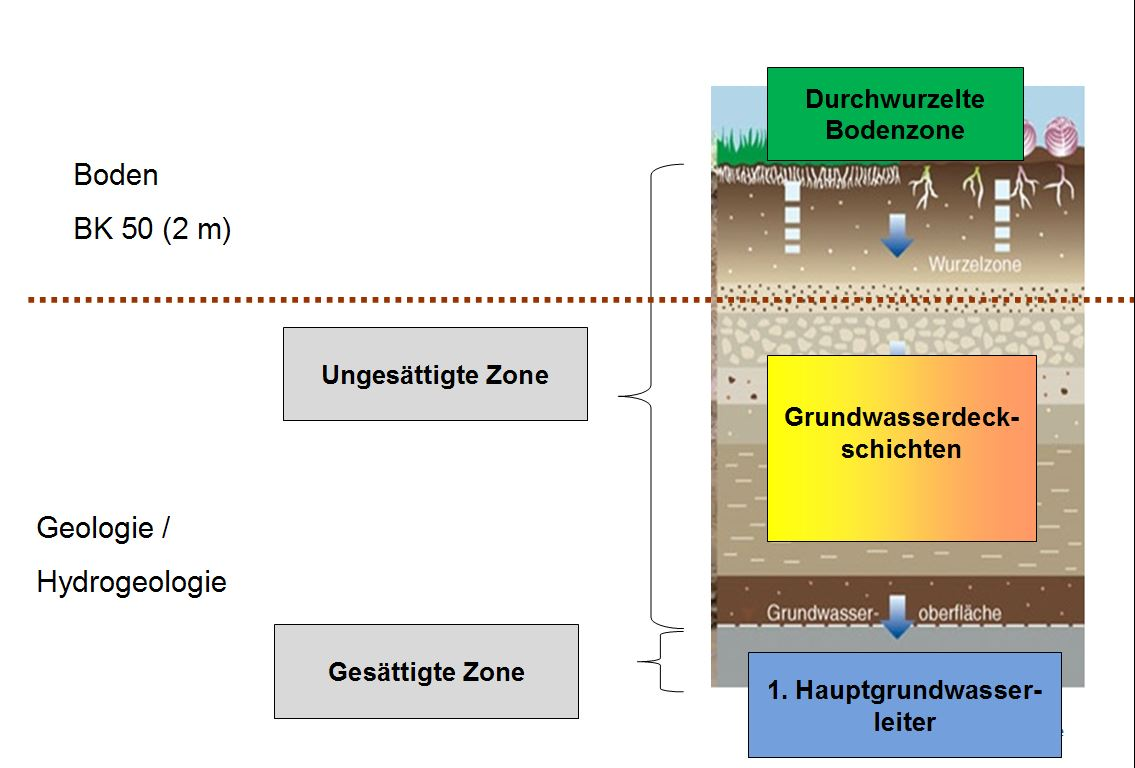 Durchwurzelte
Bodenzone
Boden
BK 50 (2 m)
Wurzelzone
Ungesättigte Zone
Grundwasserdeck-
schichten
Geologie /
Hydrogeologie
Grundwasser- oberfläche
Gesättigte Zone
1. Hauptgrundwasser-
leiter